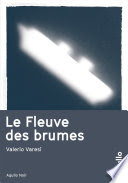 Le Fleuve
des brumes
Valerio Varesi
Agullo Noir